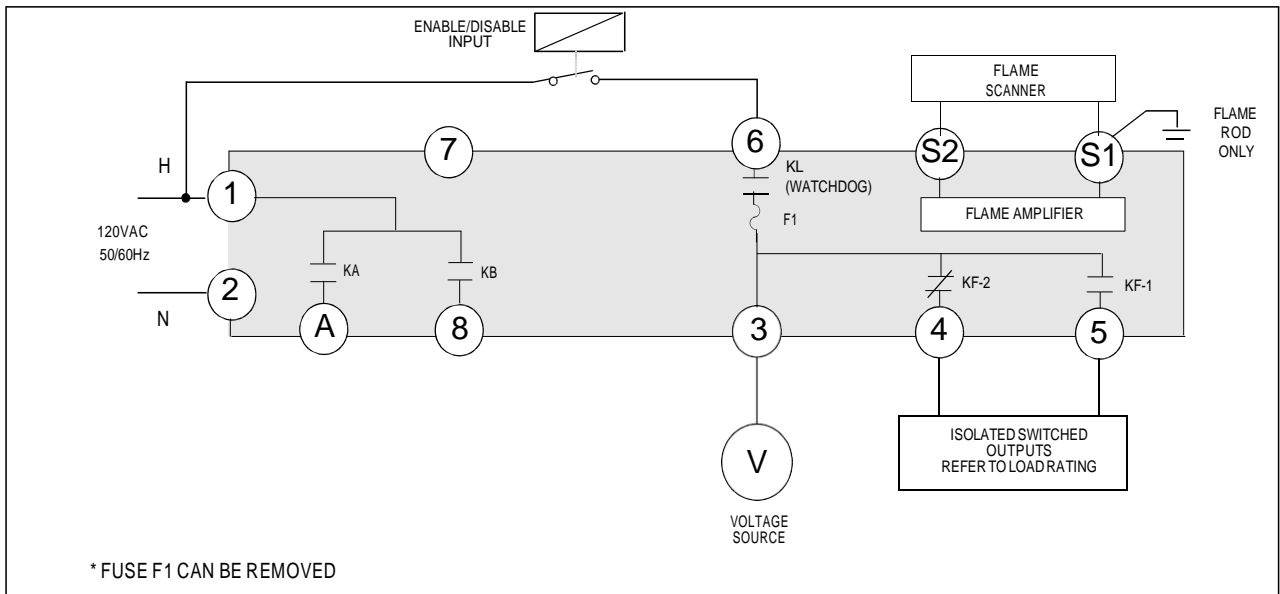 ENABLE/DISABLE
INPUT
FLAME
SCANNER
FLAME
ROD
ONLY
7
6
S2
S1
H
KL
(WATCHDOG)
1
F1
FLAME AMPLIFIER
120VAC
50/60Hz
2
KA
KB
KF-2
KF-1
N
A
8
3
4
5
V
ISOLATED SWITCHED
OUTPUTS
REFER TO LOAD RATING
VOLTAGE
SOURCE
* FUSE F1 CAN BE REMOVED